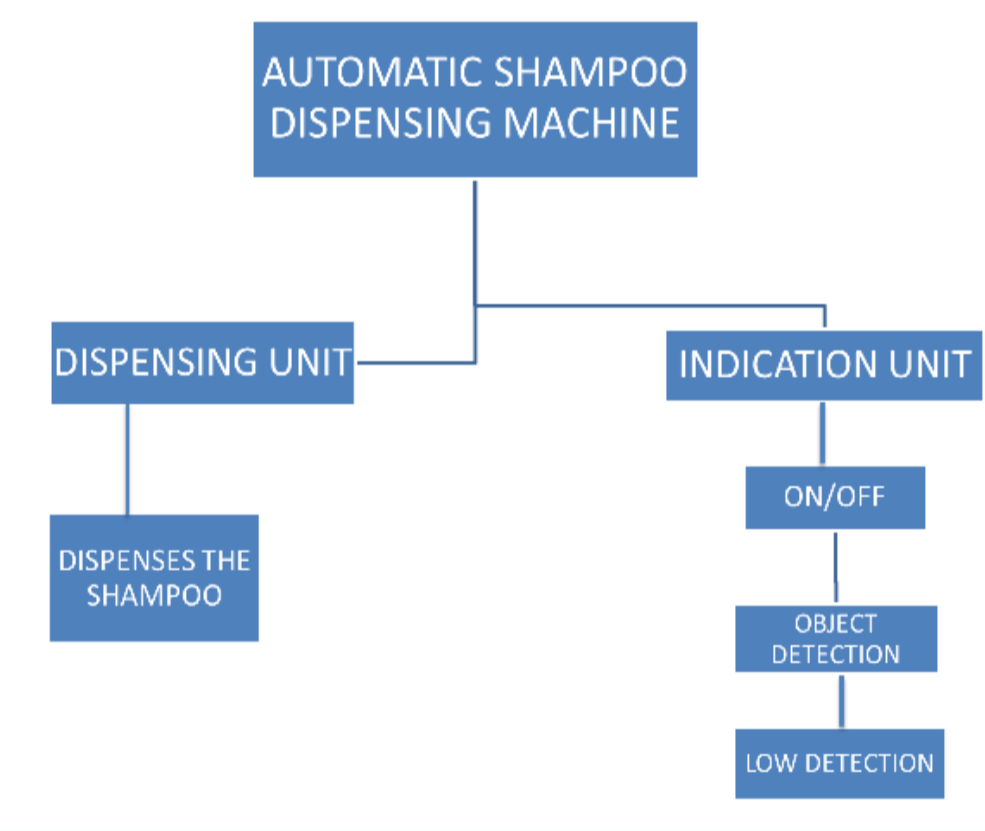 AUTOMATIC SHAMPOO
DISPENSING MACHINE
DISPENSING UNIT
INDICATION UNIT
ON/OFF
DISPENSES THE
SHAMPOO
OBJECT
DETECTION
LOW DETECTION